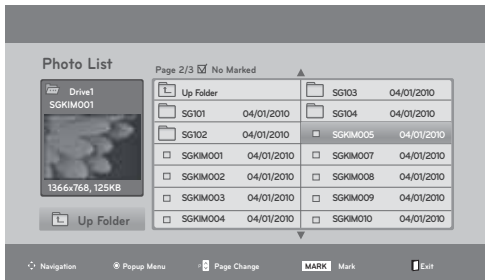 Photo List
Page 2/3 No Marked
Drive1
SGKIM001
1366x768, 125KB
Up Folder
Up Folder
SG101 04/01/2010
SG102 04/01/2010
SGKIM001 04/01/2010
SGKIM002 04/01/2010
SGKIM003 04/01/2010
SGKIM004 04/01/2010
SG103 04/01/2010
SG104 04/01/2010
SGKIM005 04/01/2010
SGKIM007 04/01/2010
SGKIM008 04/01/2010
SGKIM009 04/01/2010
SGKIM010 04/01/2010
Navigation Popup Menu Page Change MARK Mark Exit